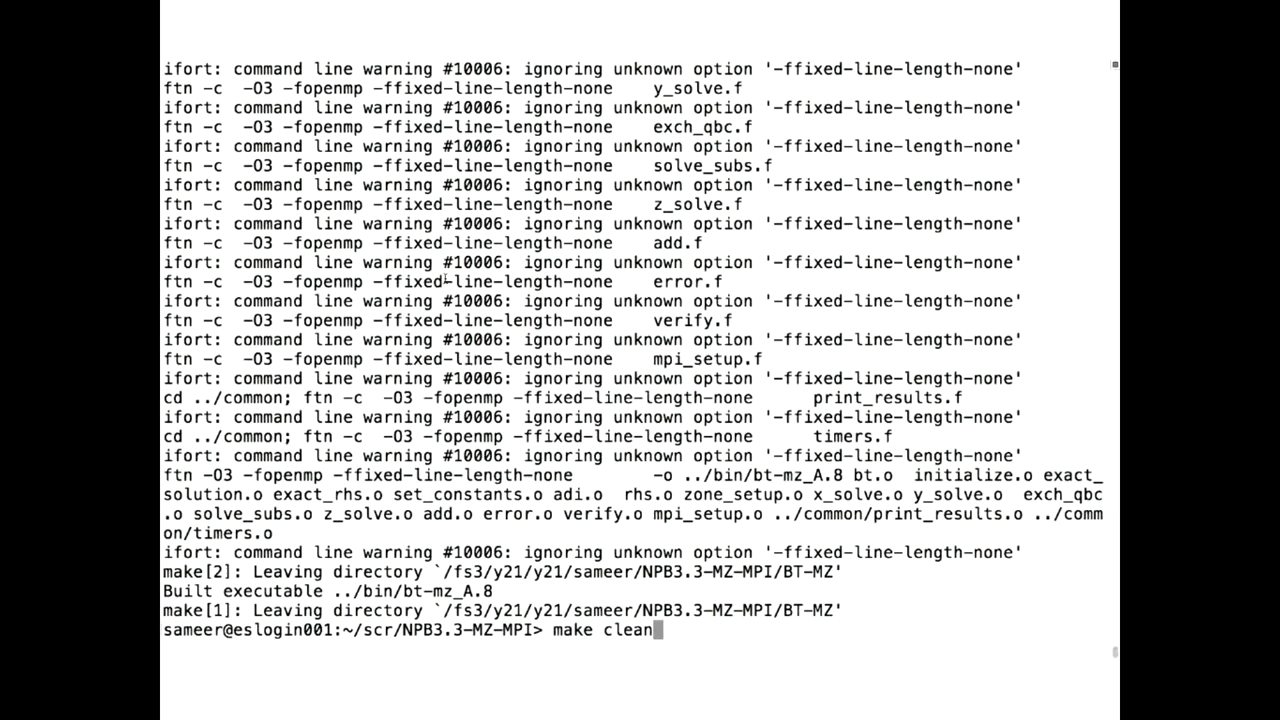 ifort: command line warning #10006: ignoring unknown option '-ffixed-line-length-none'
ftn -c  -O3 -fopenmp -ffixed-line-length-none    y_solve.f
ifort: command line warning #10006: ignoring unknown option '-ffixed-line-length-none'
ftn -c  -O3 -fopenmp -ffixed-line-length-none    exch_qbc.f
ifort: command line warning #10006: ignoring unknown option '-ffixed-line-length-none'
ftn -c  -O3 -fopenmp -ffixed-line-length-none    solve_subs.f
ifort: command line warning #10006: ignoring unknown option '-ffixed-line-length-none'
ftn -c  -O3 -fopenmp -ffixed-line-length-none    z_solve.f
ifort: command line warning #10006: ignoring unknown option '-ffixed-line-length-none'
ftn -c  -O3 -fopenmp -ffixed-line-length-none    add.f
ifort: command line warning #10006: ignoring unknown option '-ffixed-line-length-none'
ftn -c  -O3 -fopenmp -ffixed-line-length-none    error.f
ifort: command line warning #10006: ignoring unknown option '-ffixed-line-length-none'
ftn -c  -O3 -fopenmp -ffixed-line-length-none    verify.f
ifort: command line warning #10006: ignoring unknown option '-ffixed-line-length-none'
ftn -c  -O3 -fopenmp -ffixed-line-length-none    mpi_setup.f
ifort: command line warning #10006: ignoring unknown option '-ffixed-line-length-none'
cd ../common; ftn -c  -O3 -fopenmp -ffixed-line-length-none      print_results.f
ifort: command line warning #10006: ignoring unknown option '-ffixed-line-length-none'
cd ../common; ftn -c  -O3 -fopenmp -ffixed-line-length-none      timers.f
ifort: command line warning #10006: ignoring unknown option '-ffixed-line-length-none'
ftn -O3 -fopenmp -ffixed-line-length-none        -o ../bin/bt-mz_A.8 bt.o  initialize.o exact_
solution.o exact_rhs.o set_constants.o adi.o  rhs.o zone_setup.o x_solve.o y_solve.o  exch_qbc
.o solve_subs.o z_solve.o add.o error.o verify.o mpi_setup.o ../common/print_results.o ../comm
on/timers.o
ifort: command line warning #10006: ignoring unknown option '-ffixed-line-length-none'
make[2]: Leaving directory `/fs3/y21/y21/sameer/NPB3.3-MZ-MPI/BT-MZ'
Built executable ../bin/bt-mz_A.8
make[1]: Leaving directory `/fs3/y21/y21/sameer/NPB3.3-MZ-MPI/BT-MZ'
sameer@eslogin001:~/scr/NPB3.3-MZ-MPI> make clean